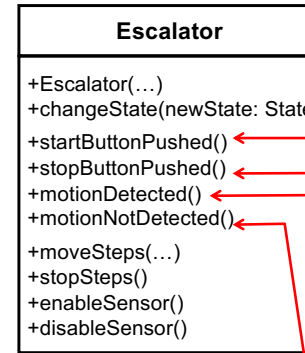 Escalator
+Escalator(…)
+changeState(newState: State
+startButtonPushed()
+stopButtonPushed()
+motionDetected()
+motionNotDetected()
+moveSteps(…)
+stopSteps()
+enableSensor()
+disableSensor()